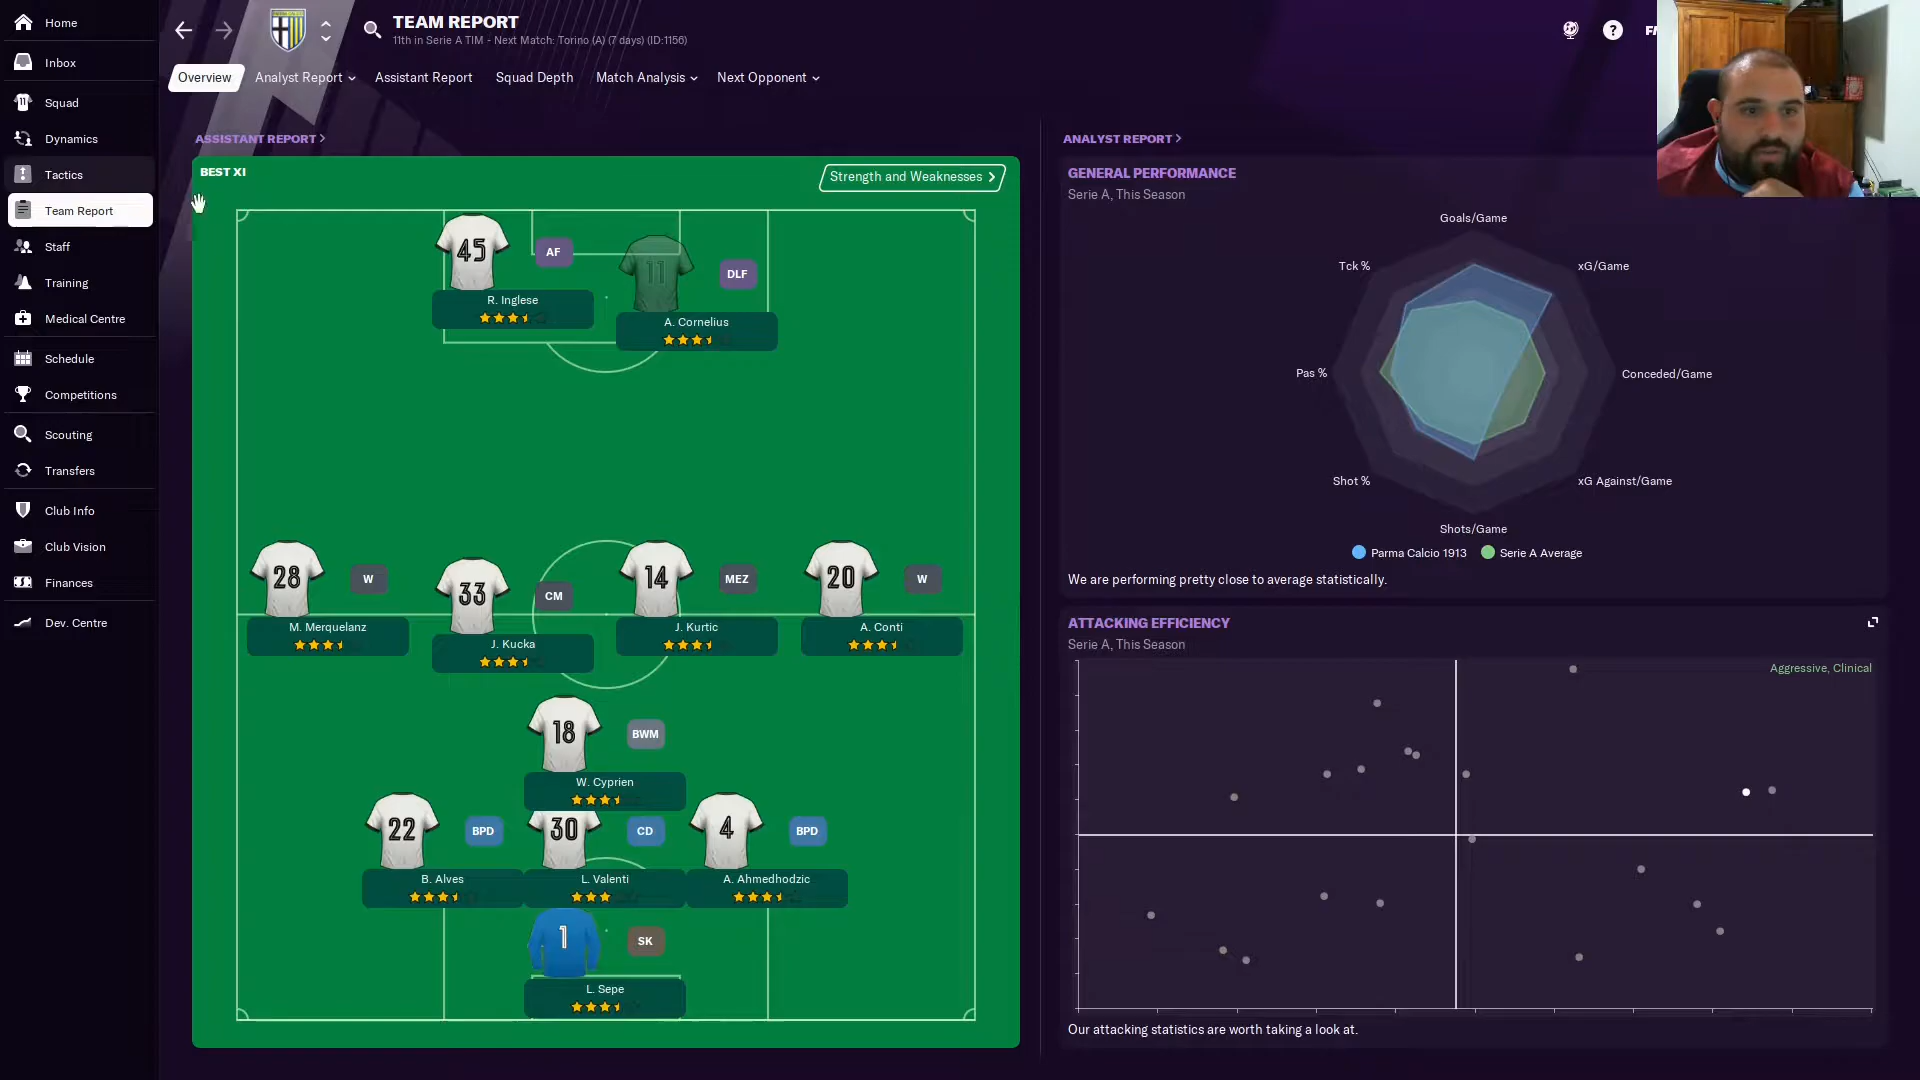 Home
Inbox
Squad
Dynamics
Tactics
Team Report
Staff
Training
Medical Centre
Schedule
Competitions
Scouting
Transfers
Club Info
Club Vision
Finances
Dev. Centre
TEAM REPORT
11th in Serie A TIM - Next Match: Torino (A) (7 days) (ID:1156)
?
Overview
Analyst Report
Assistant Report
Squad Depth
Match Analysis
Next Opponent
ASSISTANT REPORT
BEST XI
Strength and Weaknesses
45
AF
R. Inglese
11
DLF
A. Cornelius
28
W
M. Merquelanz
33
CM
J. Kucka
14
MEZ
J. Kurtic
20
W
A. Conti
18
BWM
W. Cyprien
22
BPD
B. Alves
30
CD
L. Valenti
4
BPD
A. Ahmedhodzic
1
SK
L. Sepe
ANALYST REPORT
GENERAL PERFORMANCE
Serie A, This Season
Goals/Game
Tck %
xG/Game
Pas %
Conceded/Game
Shot %
xG Against/Game
Shots/Game
Parma Calcio 1913
Serie A Average
We are performing pretty close to average statistically.
ATTACKING EFFICIENCY
Serie A, This Season
Aggressive, Clinical
Our attacking statistics are worth taking a look at.